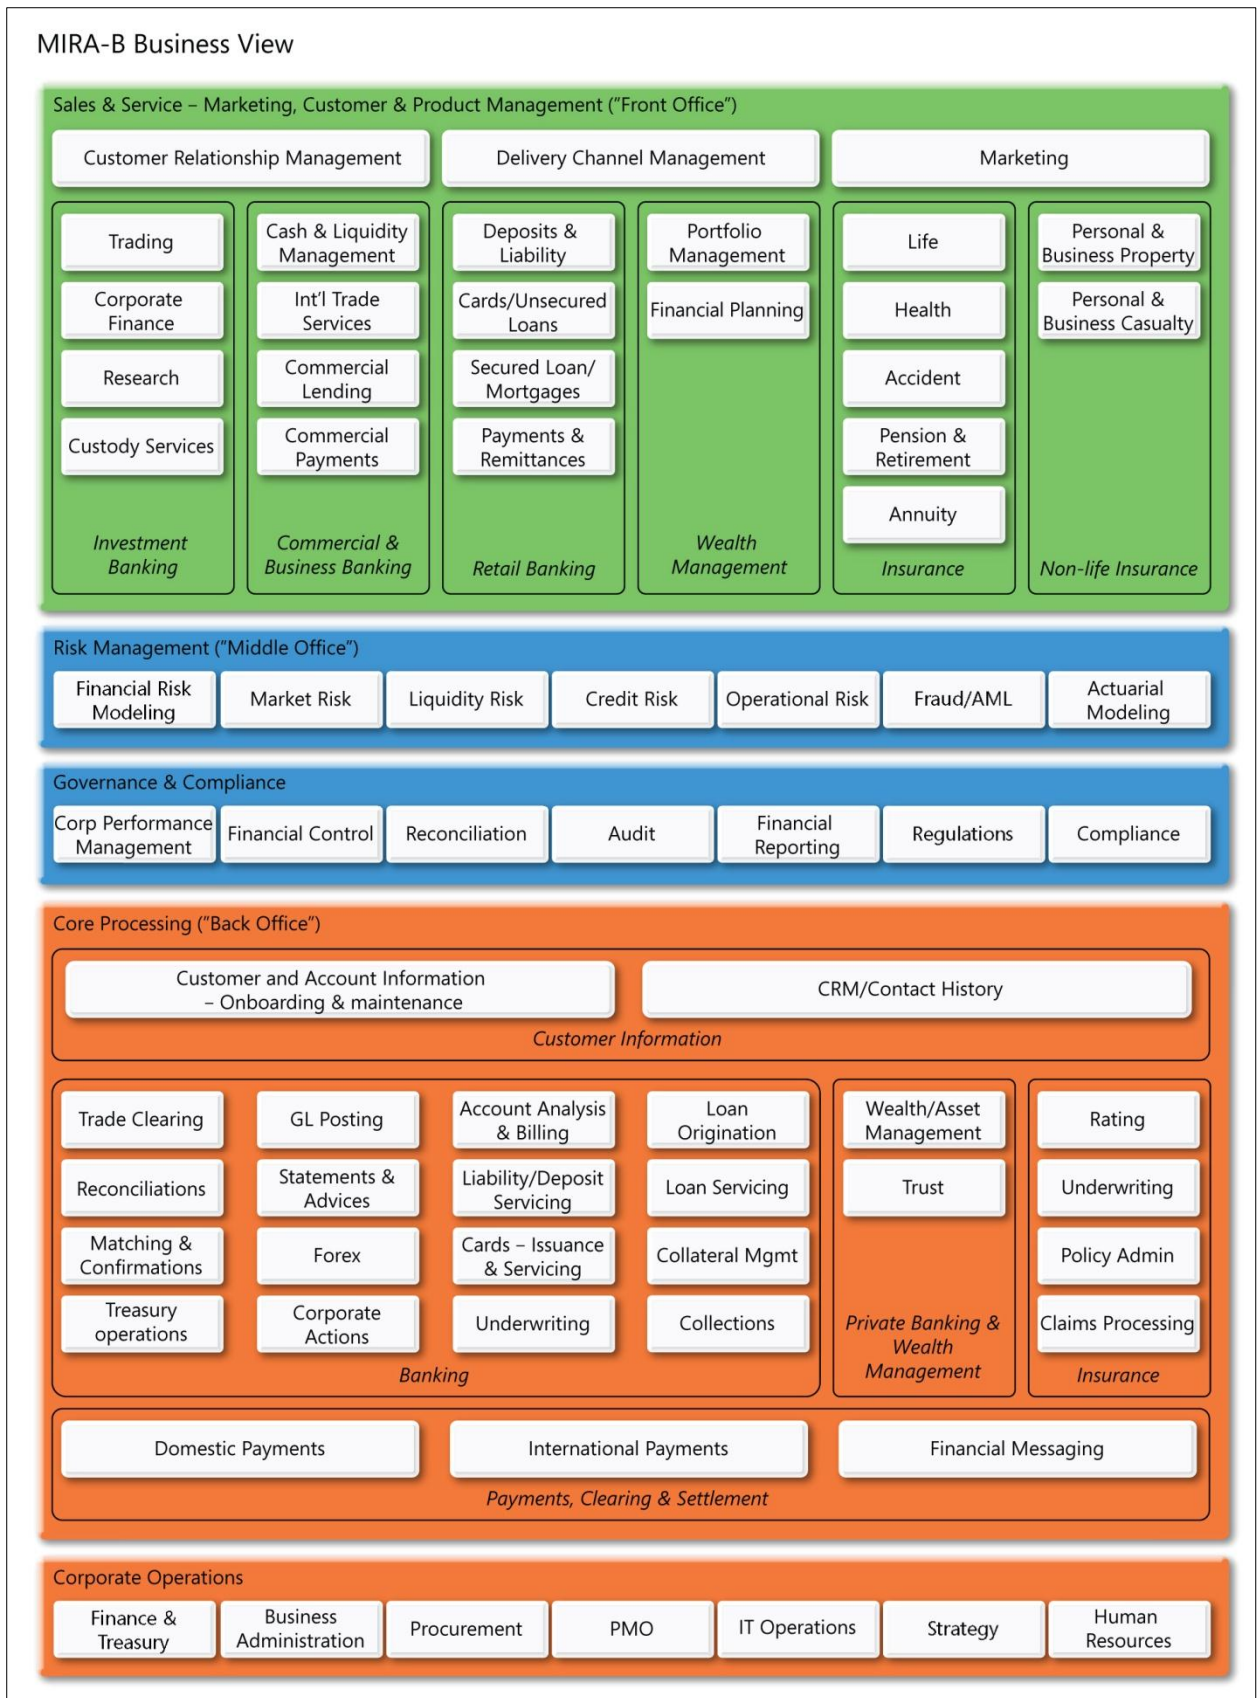 MIRA-B Business View
Sales & Service – Marketing, Customer & Product Management ("Front Office")
Customer Relationship Management
Delivery Channel Management
Marketing
Trading
Corporate
Finance
Research
Custody Services
Investment
Banking
Cash & Liquidity
Management
Int'l Trade
Services
Commercial
Lending
Commercial
Payments
Commercial &
Business Banking
Deposits &
Liability
Cards/Unsecured
Loans
Secured Loan/
Mortgages
Payments &
Remittances
Retail Banking
Portfolio
Management
Financial Planning
Wealth
Management
Life
Health
Accident
Pension &
Retirement
Annuity
Insurance
Personal &
Business Property
Personal &
Business Casualty
Non-life Insurance
Risk Management ("Middle Office")
Financial Risk
Modeling
Market Risk
Liquidity Risk
Credit Risk
Operational Risk
Fraud/AML
Actuarial
Modeling
Governance & Compliance
Corp Performance
Management
Financial Control
Reconciliation
Audit
Financial
Reporting
Regulations
Compliance
Core Processing ("Back Office")
Customer and Account Information
– Onboarding & maintenance
CRM/Contact History
Customer Information
Trade Clearing
Reconciliations
Matching &
Confirmations
Treasury
operations
GL Posting
Statements &
Advices
Forex
Corporate
Actions
Account Analysis
& Billing
Liability/Deposit
Servicing
Cards – Issuance
& Servicing
Underwriting
Loan
Origination
Loan Servicing
Collateral Mgmt
Collections
Banking
Wealth/Asset
Management
Trust
Private Banking &
Wealth
Management
Rating
Underwriting
Policy Admin
Claims Processing
Insurance
Domestic Payments
International Payments
Financial Messaging
Payments, Clearing & Settlement
Corporate Operations
Finance &
Treasury
Business
Administration
Procurement
PMO
IT Operations
Strategy
Human
Resources